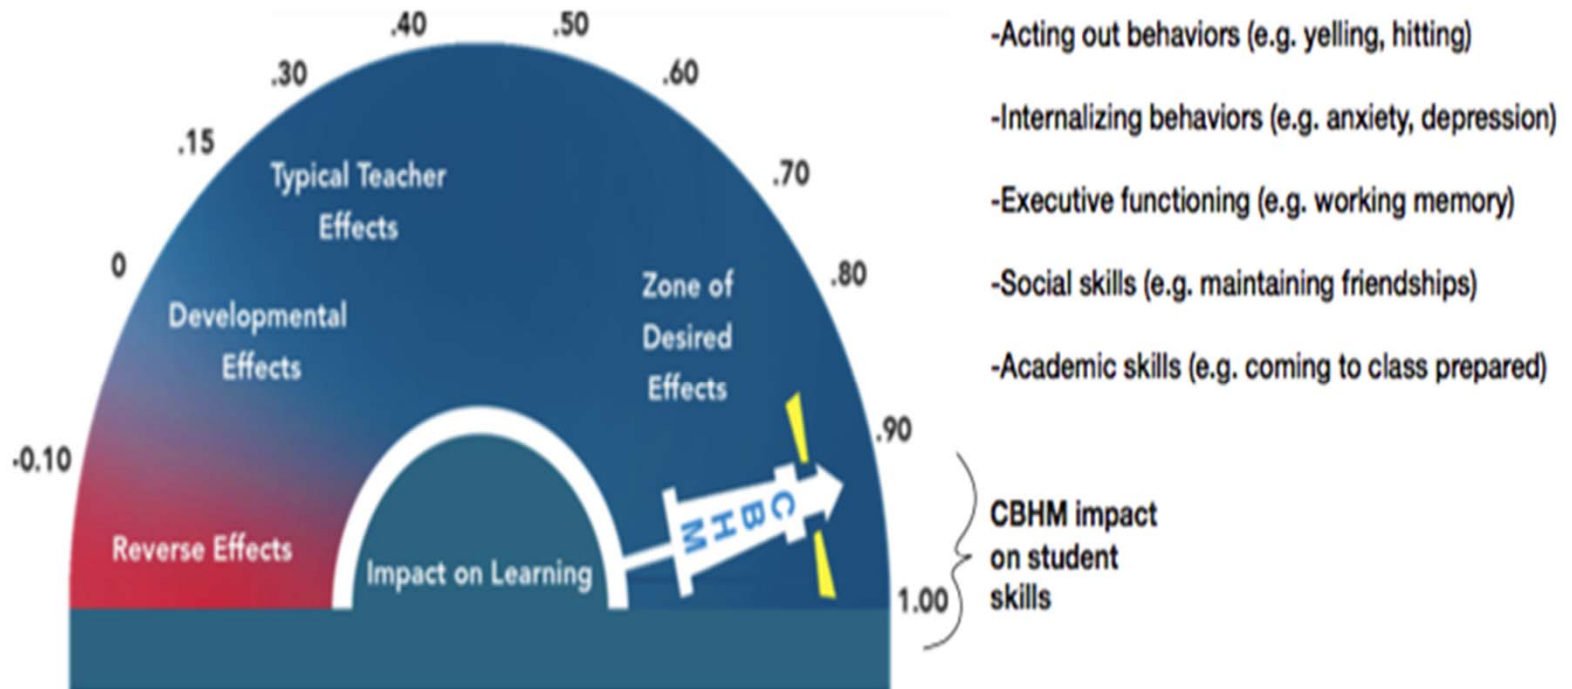 .40
.50
.30
.60
.15
.70
0
.80
-0.10
.90
1.00
Typical Teacher
Effects
Developmental
Effects
Zone of
Desired
Effects
Reverse Effects
Impact on Learning
CBHM
-Acting out behaviors (e.g. yelling, hitting)
-Internalizing behaviors (e.g. anxiety, depression)
-Executive functioning (e.g. working memory)
-Social skills (e.g. maintaining friendships)
-Academic skills (e.g. coming to class prepared)
CBHM impact
on student
skills